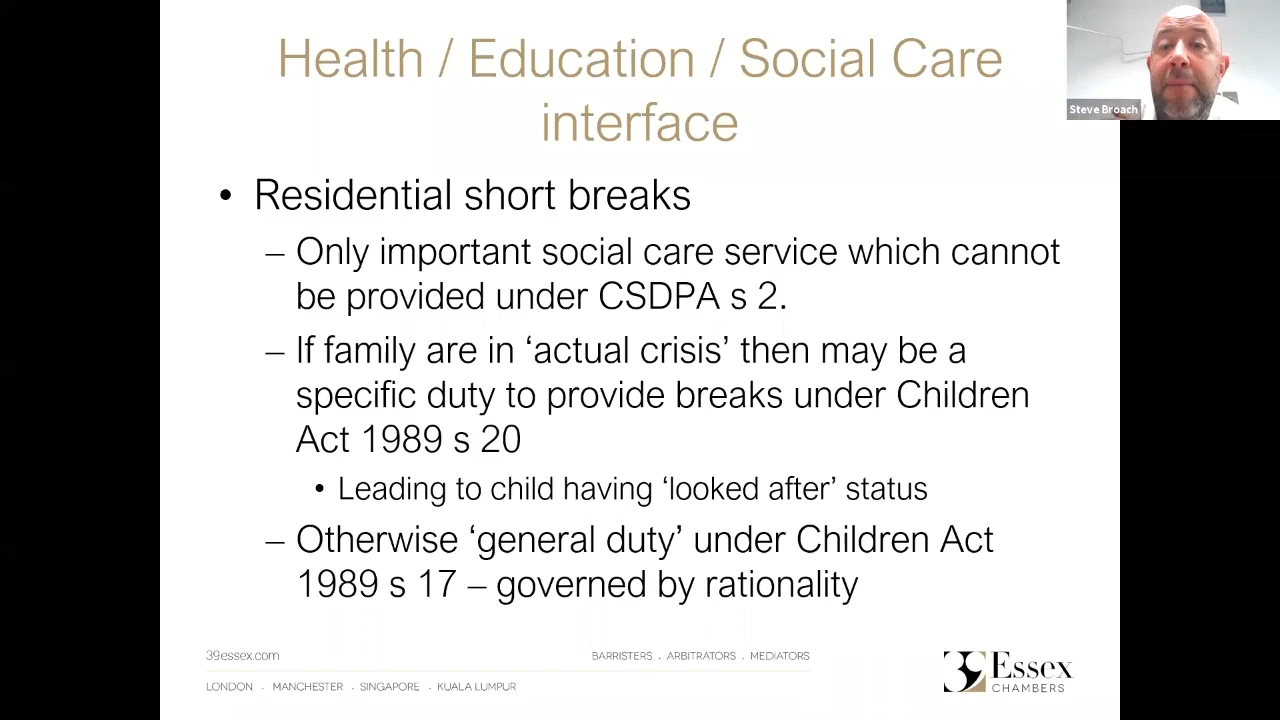 Health / Education / Social Care
interface
Steve Broach
• Residential short breaks
– Only important social care service which cannot
be provided under CSDPA s 2.
– If family are in ‘actual crisis’ then may be a
specific duty to provide breaks under Children
Act 1989 s 20
• Leading to child having ‘looked after’ status
– Otherwise ‘general duty’ under Children Act
1989 s 17 – governed by rationality
39essex.com
BARRISTERS . ARBITRATORS . MEDIATORS
LONDON . MANCHESTER . SINGAPORE . KUALA LUMPUR
39 Essex
CHAMBERS